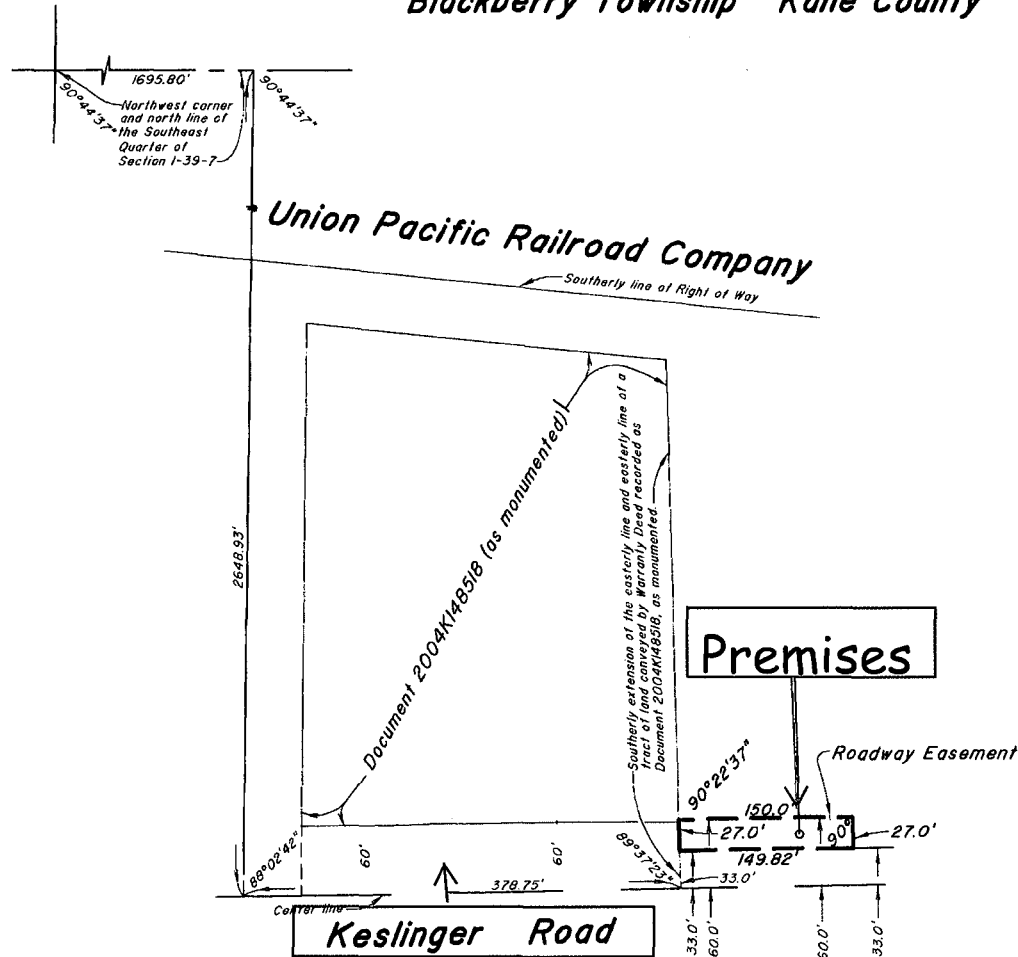 Blackberry Township Kane County
1695.80'
90°44'37"
90°44'37"
Northwest corner
and north line of
the Southeast
Quarter of
Section 1-39-7
Union Pacific Railroad Company
Southerly line of Right of Way
2648.93'
Document 2004K148518 (as monumented)
Southerly extension of the easterly line and easterly line of a
tract of land conveyed by Warranty Deed recorded as
Document 2004K148518, as monumented.
Premises
Roadway Easement
90°22'37"
150.0'
27.0'
90°
27.0'
149.82'
89°37'23"
33.0'
88°02'42"
60'
60'
378.75'
Center line
Keslinger Road
33.0'
60.0'
60.0'
33.0'